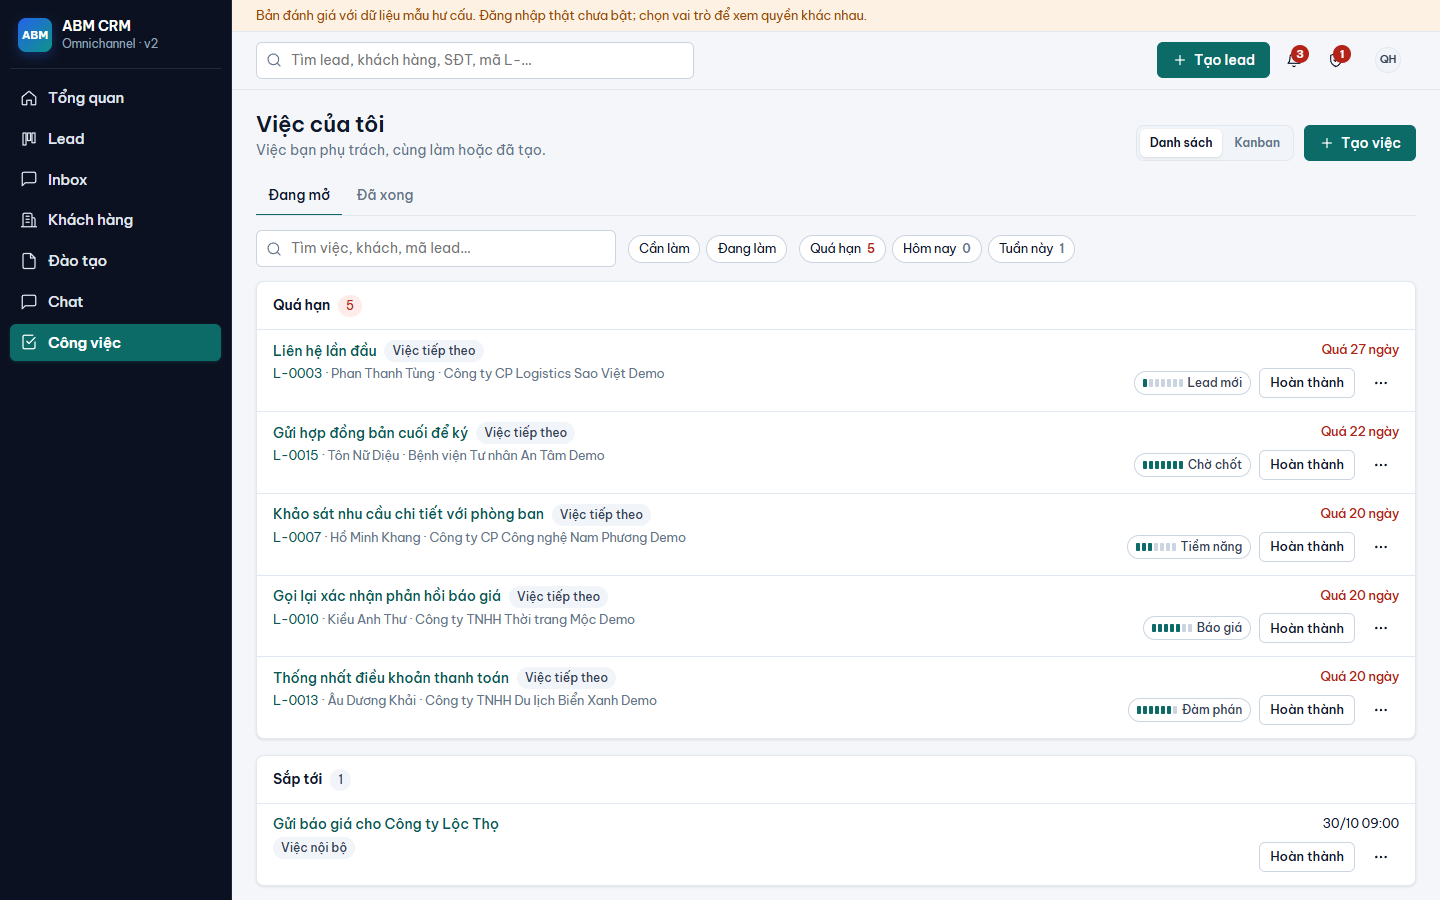 ABM
ABM CRM
Omnichannel · v2
Tổng quan
Lead
Inbox
Khách hàng
Đào tạo
Chat
Công việc
Bản đánh giá với dữ liệu mẫu hư cấu. Đăng nhập thật chưa bật; chọn vai trò để xem quyền khác nhau.
Tìm lead, khách hàng, SĐT, mã L-...
+ Tạo lead
3
1
QH
Việc của tôi
Việc bạn phụ trách, cùng làm hoặc đã tạo.
Danh sách
Kanban
+ Tạo việc
Đang mở
Đã xong
Tìm việc, khách, mã lead...
Cần làm
Đang làm
Quá hạn 5
Hôm nay 0
Tuần này 1
Quá hạn 5
Liên hệ lần đầu Việc tiếp theo
Quá 27 ngày
L-0003 · Phan Thanh Tùng · Công ty CP Logistics Sao Việt Demo
Lead mới
Hoàn thành
Gửi hợp đồng bản cuối để ký Việc tiếp theo
Quá 22 ngày
L-0015 · Tôn Nữ Diệu · Bệnh viện Tư nhân An Tâm Demo
Chờ chốt
Hoàn thành
Khảo sát nhu cầu chi tiết với phòng ban Việc tiếp theo
Quá 20 ngày
L-0007 · Hồ Minh Khang · Công ty CP Công nghệ Nam Phương Demo
Tiềm năng
Hoàn thành
Gọi lại xác nhận phản hồi báo giá Việc tiếp theo
Quá 20 ngày
L-0010 · Kiều Anh Thư · Công ty TNHH Thời trang Mộc Demo
Báo giá
Hoàn thành
Thống nhất điều khoản thanh toán Việc tiếp theo
Quá 20 ngày
L-0013 · Âu Dương Khải · Công ty TNHH Du lịch Biển Xanh Demo
Đàm phán
Hoàn thành
Sắp tới 1
Gửi báo giá cho Công ty Lộc Thọ
30/10 09:00
Việc nội bộ
Hoàn thành